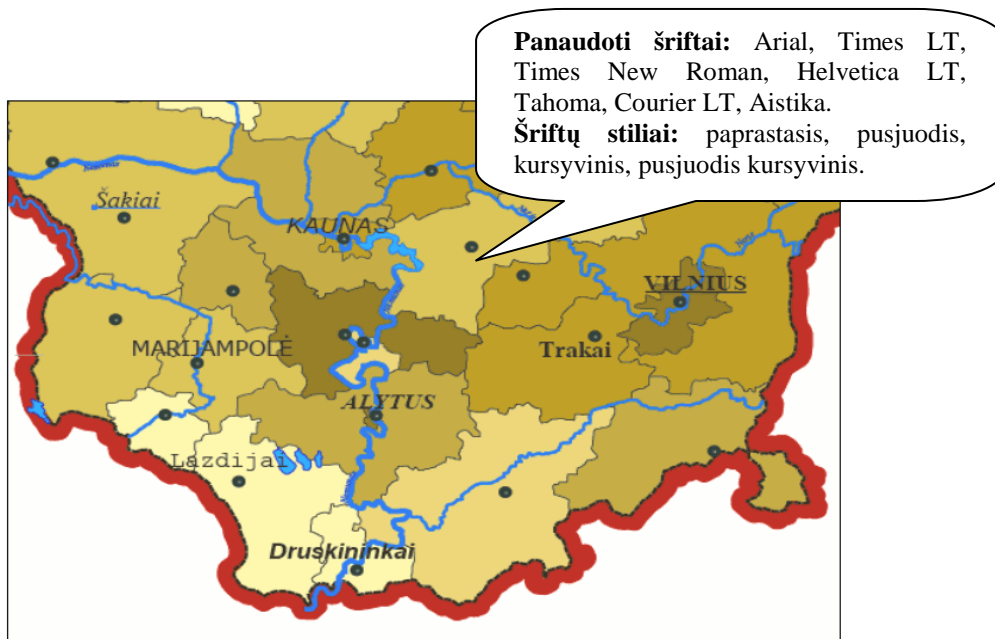 Panaudoti šriftai: Arial, Times LT,
Times New Roman, Helvetica LT,
Tahoma, Courier LT, Aistika.
Šriftų stiliai: paprastasis, pusjuodis,
kursyvinis, pusjuodis kursyvinis.
Šakiai
KAUNAS
VILNIUS
MARIJAMPOLĖ
Trakai
ALYTUS
Lazdijai
Druskininkai